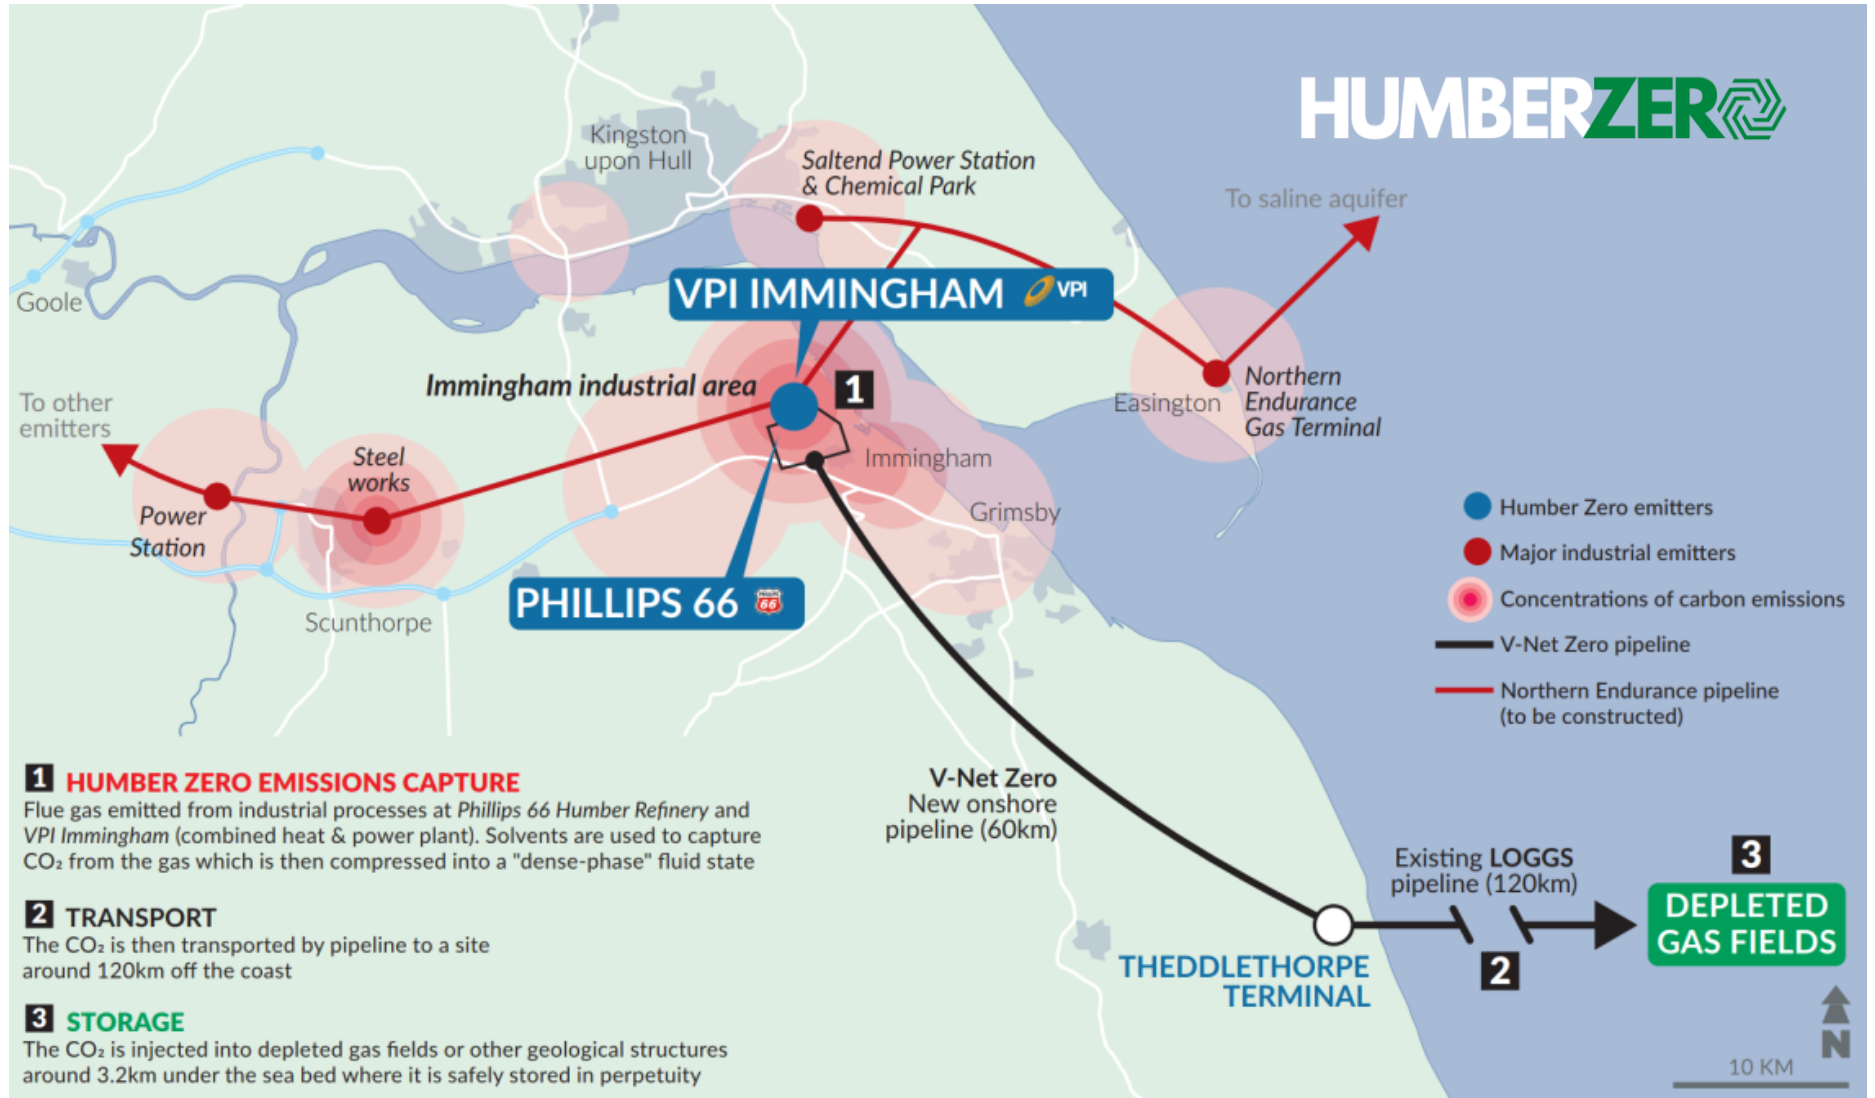 HUMBERZERO
Kingston
upon Hull
Saltend Power Station
& Chemical Park
To saline aquifer
Goole
VPI IMMINGHAM VPI
Immingham industrial area
1
Northern
Endurance
Gas Terminal
Easington
To other
emitters
Steel
works
Immingham
Power
Station
Grimsby
Scunthorpe
PHILLIPS 66 PHILLIPS 66
Humber Zero emitters
Major industrial emitters
Concentrations of carbon emissions
V-Net Zero pipeline
Northern Endurance pipeline
(to be constructed)
1 HUMBER ZERO EMISSIONS CAPTURE
Flue gas emitted from industrial processes at Phillips 66 Humber Refinery and
VPI Immingham (combined heat & power plant). Solvents are used to capture
CO₂ from the gas which is then compressed into a "dense-phase" fluid state
2 TRANSPORT
The CO₂ is then transported by pipeline to a site
around 120km off the coast
3 STORAGE
The CO₂ is injected into depleted gas fields or other geological structures
around 3.2km under the sea bed where it is safely stored in perpetuity
V-Net Zero
New onshore
pipeline (60km)
Existing LOGGS
pipeline (120km)
3
DEPLETED
GAS FIELDS
2
THEDDLETHORPE
TERMINAL
N
10 KM